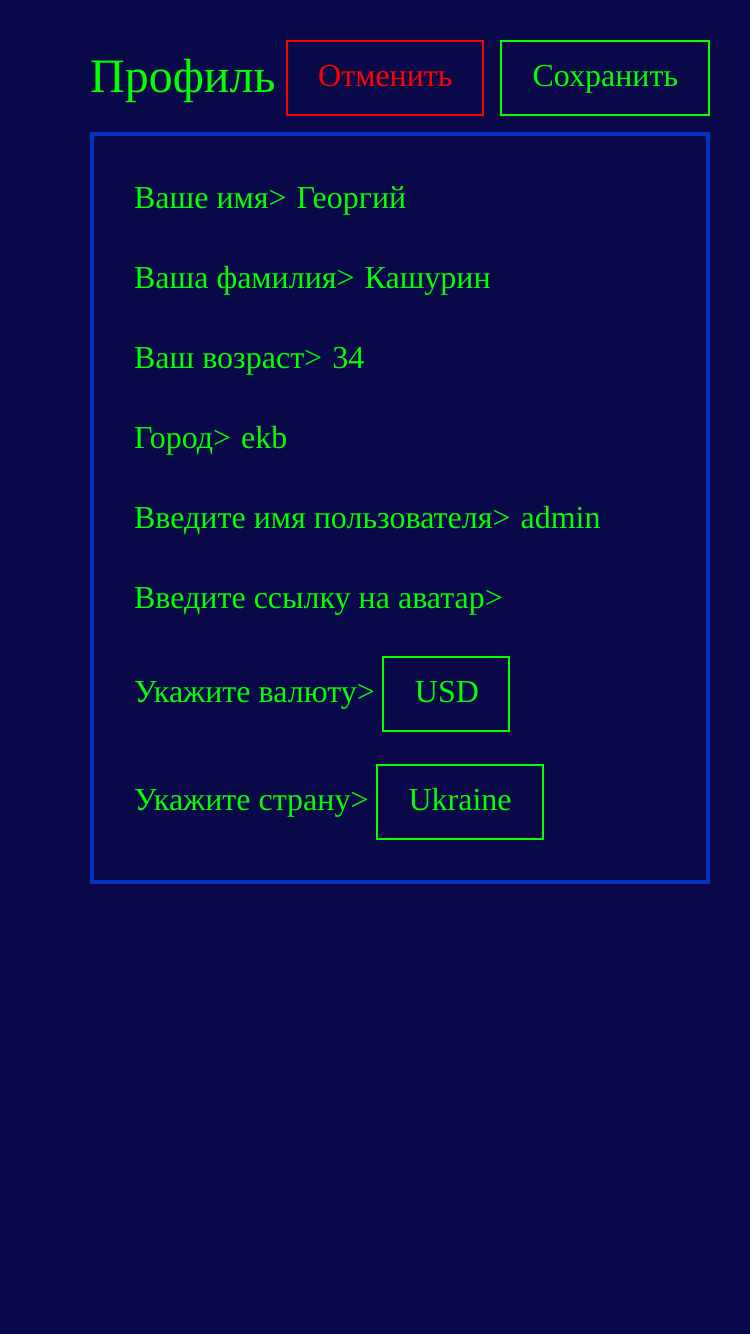 Профиль Отменить Сохранить
Ваше имя> Георгий
Ваша фамилия> Кашурин
Ваш возраст> 34
Город> ekb
Введите имя пользователя> admin
Введите ссылку на аватар>
Укажите валюту> USD
Укажите страну> Ukraine